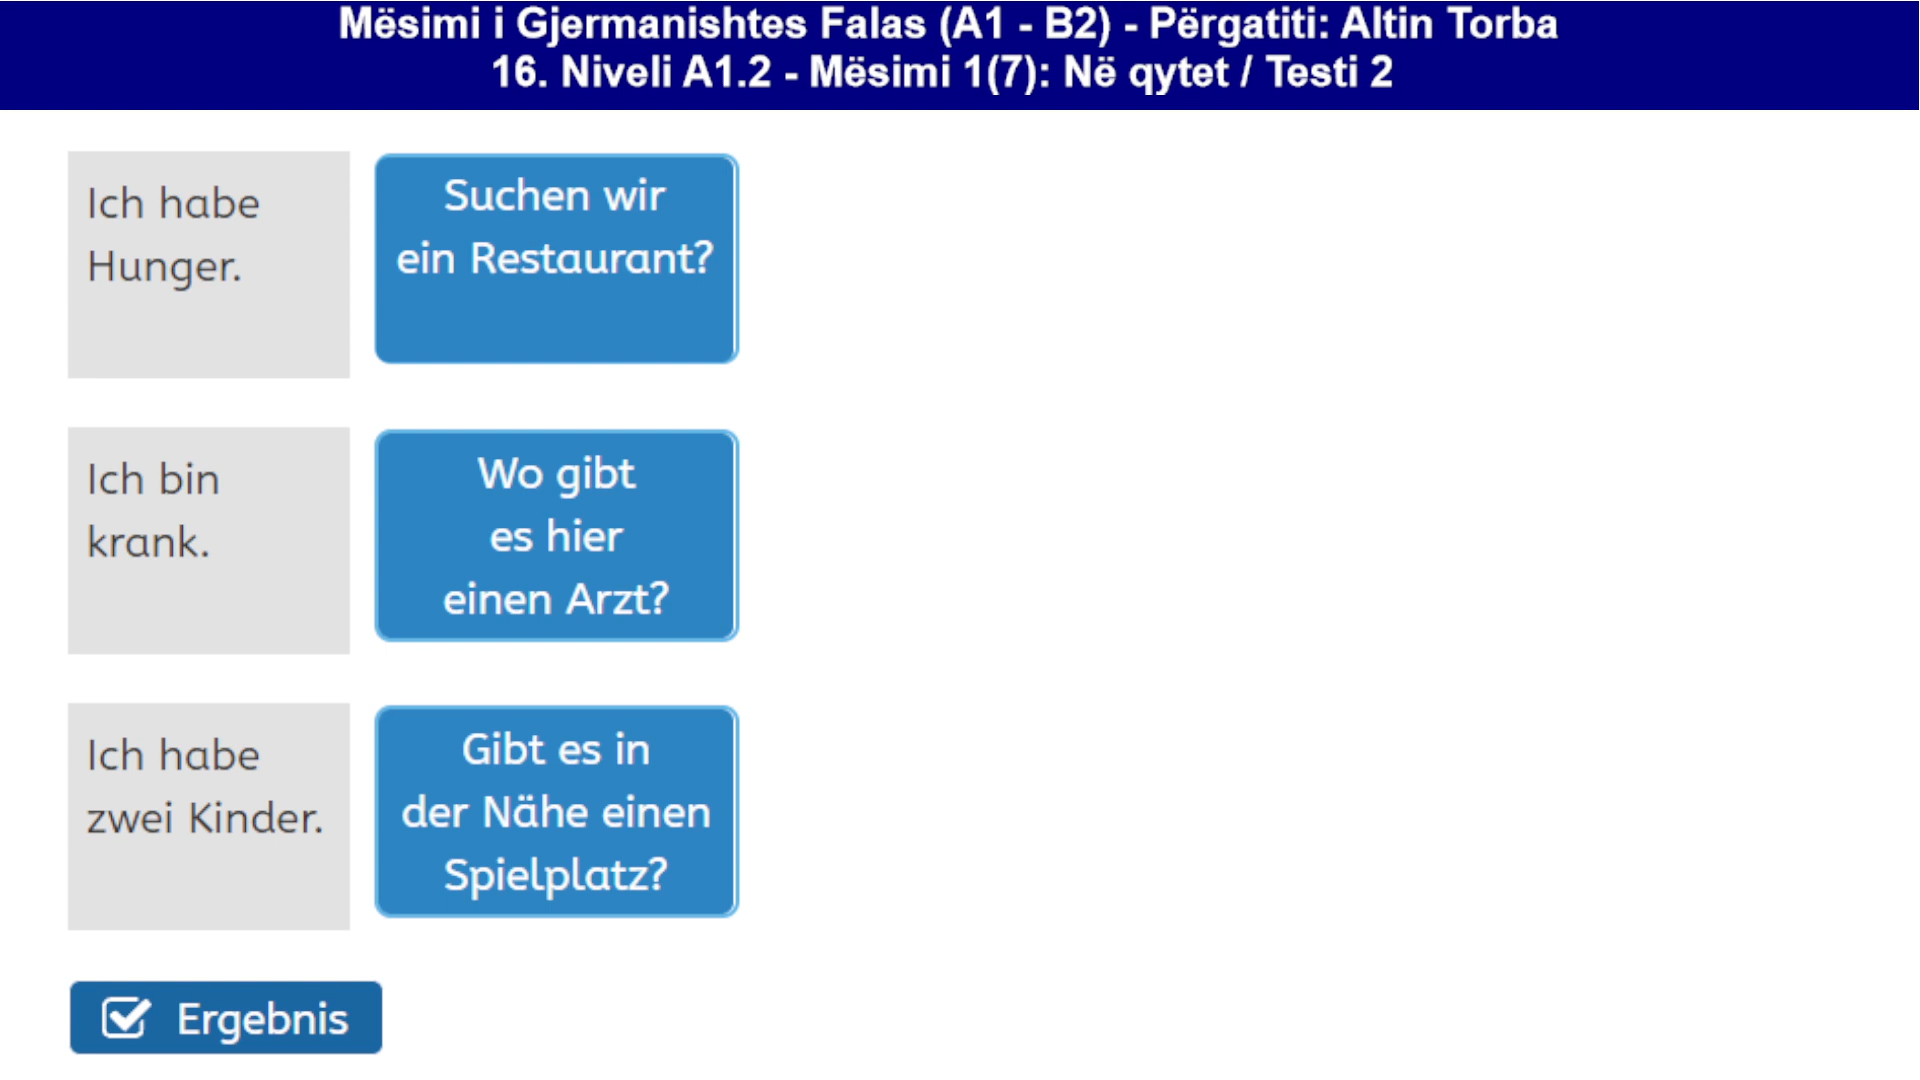 Mësimi i Gjermanishtes Falas (A1 - B2) - Përgatiti: Altin Torba
16. Niveli A1.2 - Mësimi 1(7): Në qytet / Testi 2
Ich habe
Hunger.
Suchen wir
ein Restaurant?
Ich bin
krank.
Wo gibt
es hier
einen Arzt?
Ich habe
zwei Kinder.
Gibt es in
der Nähe einen
Spielplatz?
Ergebnis